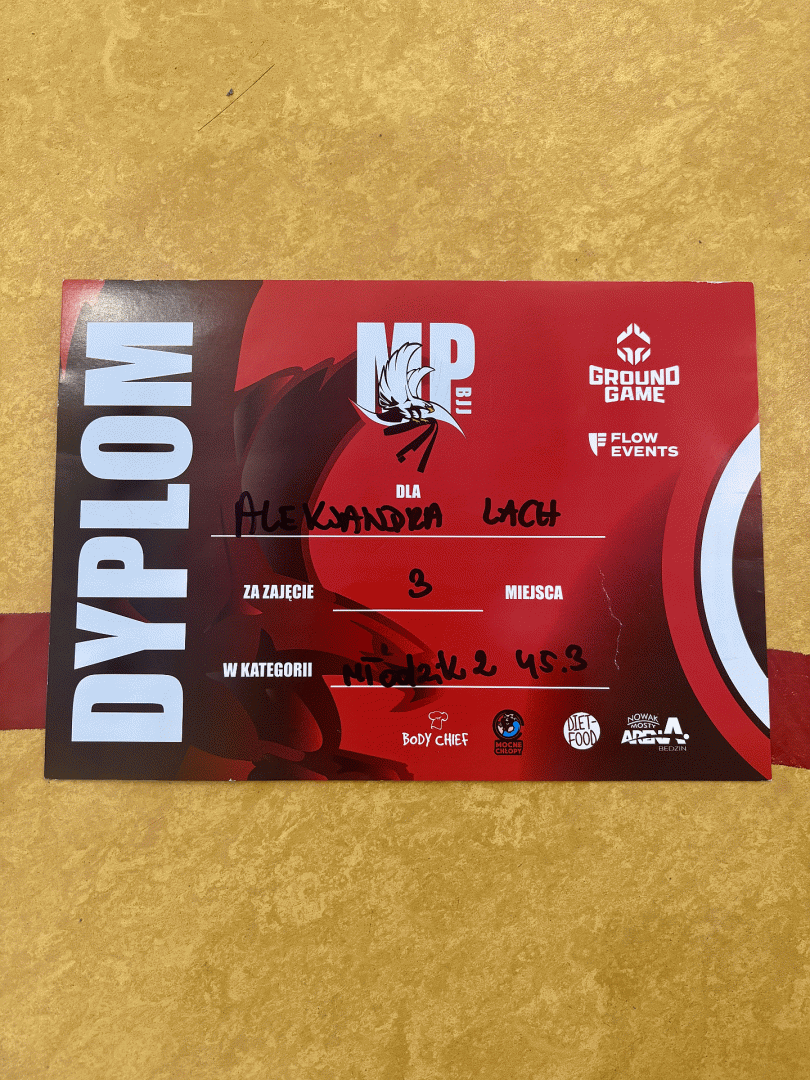 DYPLOM
MP
BJJ
GROUND
GAME
FLOW
EVENTS
DLA
ALEKSANDRA LACH
ZA ZAJĘCIE 3 MIEJSCA
W KATEGORII Młodzik 2 45.3
BODY CHIEF
MOCNE
CHŁOPY
DIET-
FOOD
NOWAK
MOSTY
ARENA
BĘDZIN